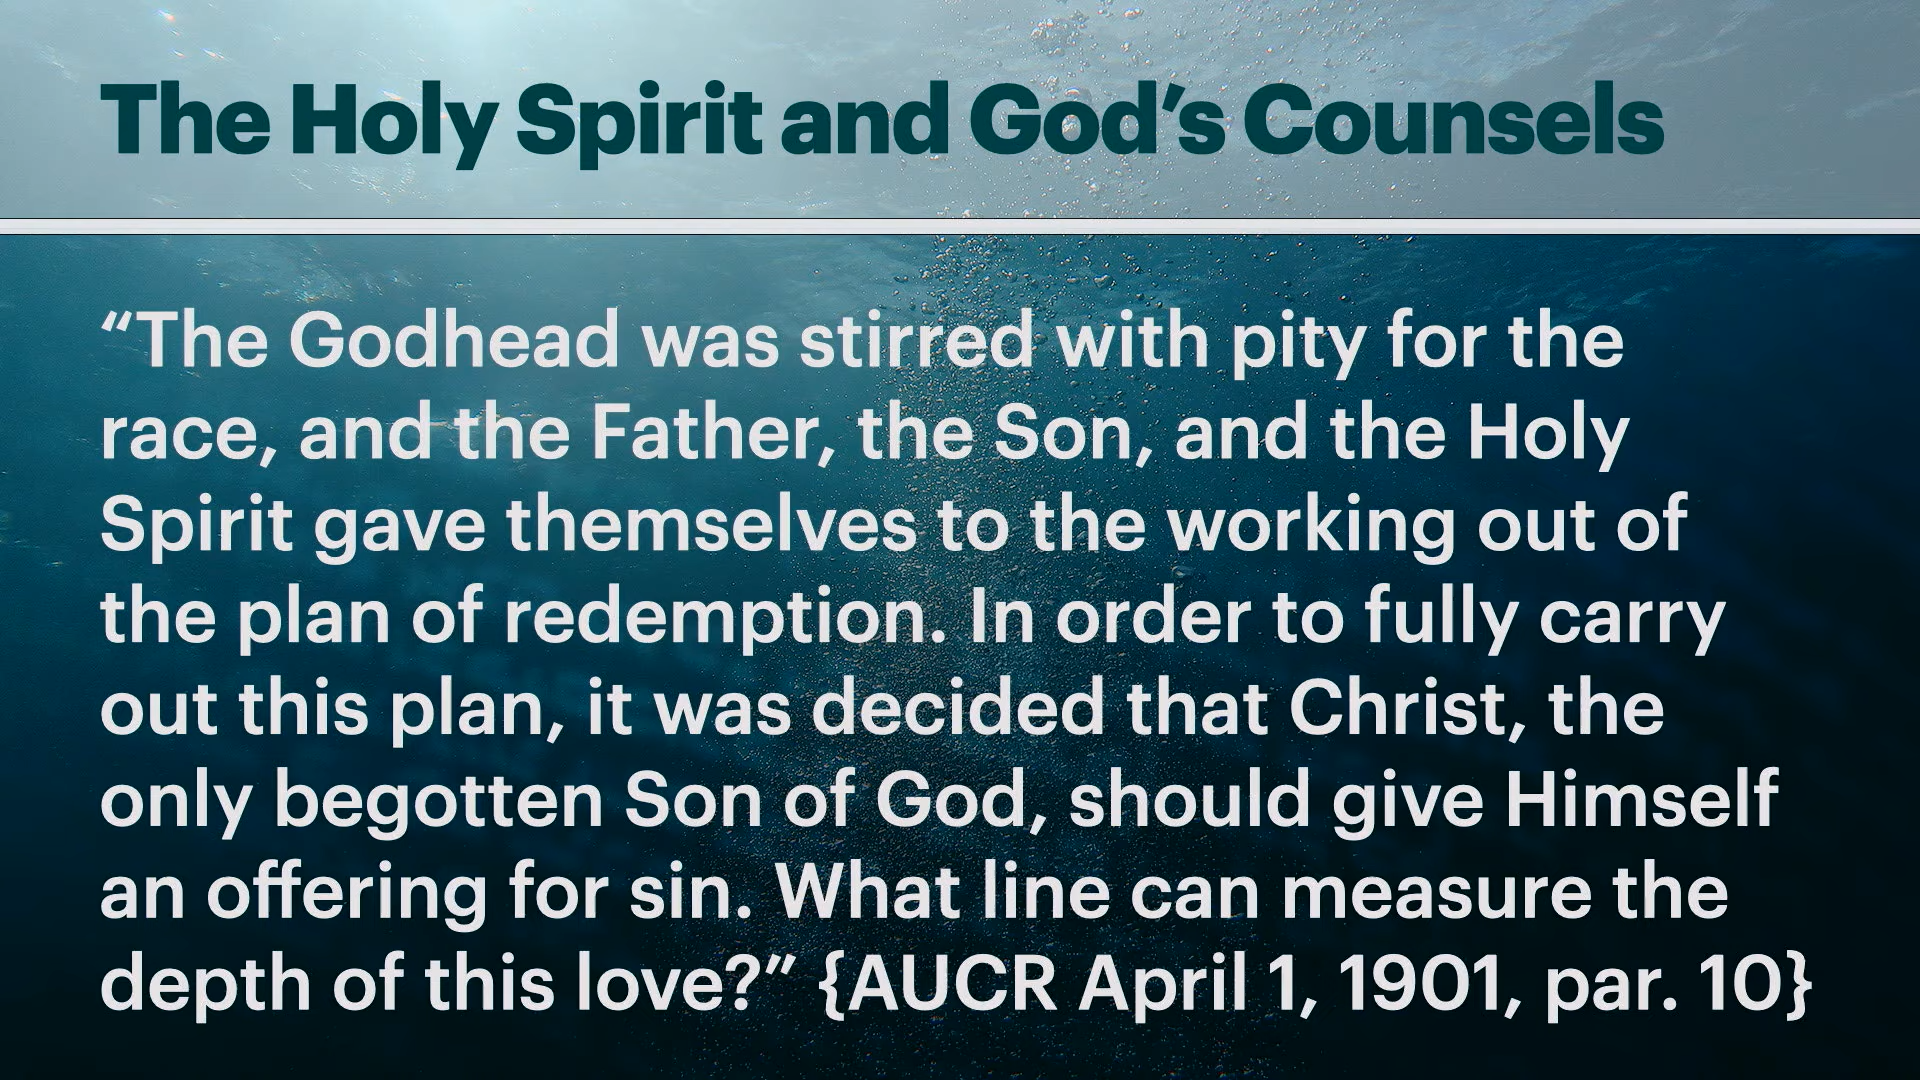 The Holy Spirit and God’s Counsels
“The Godhead was stirred with pity for the
race, and the Father, the Son, and the Holy
Spirit gave themselves to the working out of
the plan of redemption. In order to fully carry
out this plan, it was decided that Christ, the
only begotten Son of God, should give Himself
an offering for sin. What line can measure the
depth of this love?” {AUCR April 1, 1901, par. 10}